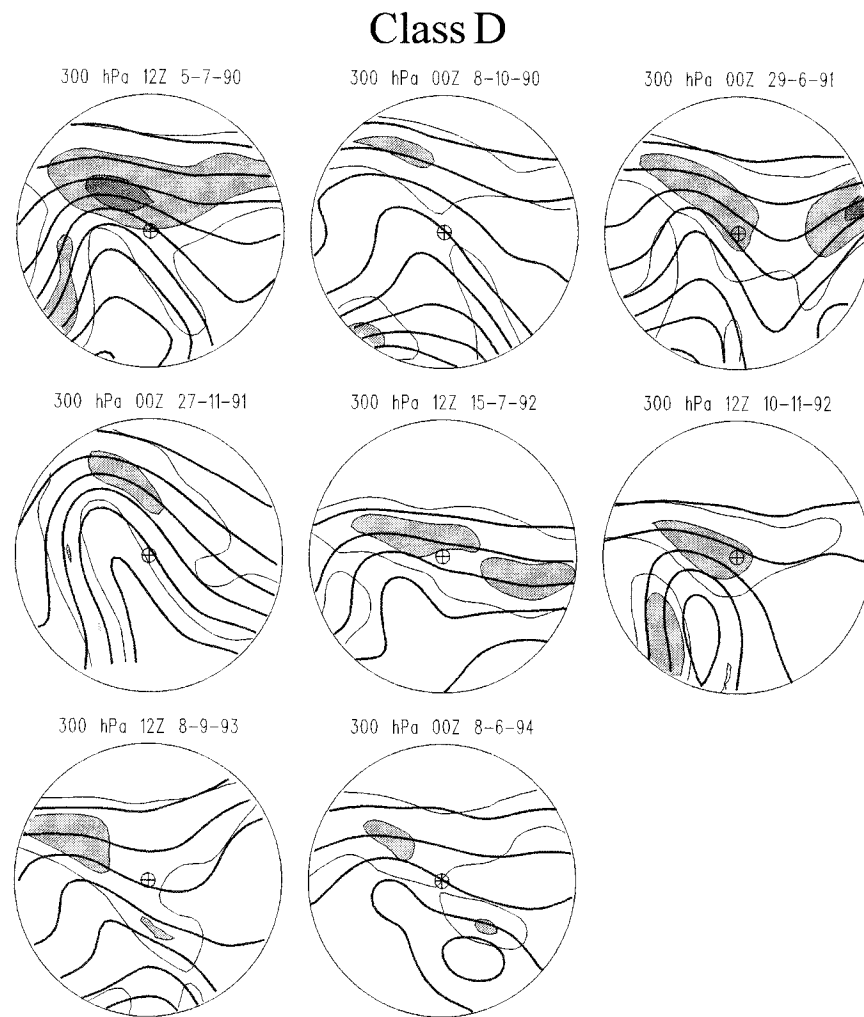 Class D
300 hPa 12Z 5-7-90
300 hPa 00Z 8-10-90
300 hPa 00Z 29-6-91
300 hPa 00Z 27-11-91
300 hPa 12Z 15-7-92
300 hPa 12Z 10-11-92
300 hPa 12Z 8-9-93
300 hPa 00Z 8-6-94